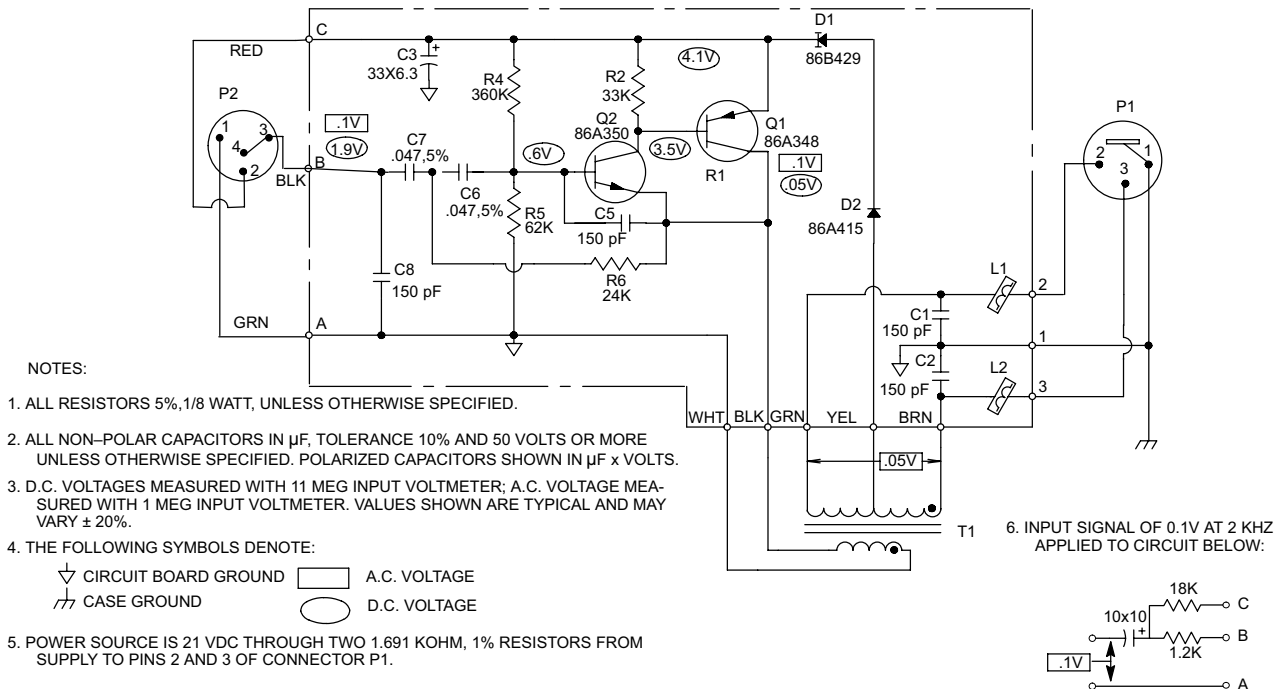 C
RED
P2
1
3
4
2
BLK
GRN
B
A
.1V
1.9V
C3
33X6.3
+
R4
360K
R2
33K
4.1V
D1
86B429
Q2
86A350
Q1
86A348
R1
3.5V
.1V
.05V
C7
.047,5%
C6
.047,5%
.6V
R5
62K
C5
150 pF
R6
24K
C8
150 pF
D2
86A415
P1
2
1
3
L1
2
C1
150 pF
1
C2
150 pF
L2
3
WHT
BLK
GRN
YEL
BRN
.05V
T1
NOTES:
1. ALL RESISTORS 5%,1/8 WATT, UNLESS OTHERWISE SPECIFIED.
2. ALL NON–POLAR CAPACITORS IN µF, TOLERANCE 10% AND 50 VOLTS OR MORE
UNLESS OTHERWISE SPECIFIED. POLARIZED CAPACITORS SHOWN IN µF x VOLTS.
3. D.C. VOLTAGES MEASURED WITH 11 MEG INPUT VOLTMETER; A.C. VOLTAGE MEA-
SURED WITH 1 MEG INPUT VOLTMETER. VALUES SHOWN ARE TYPICAL AND MAY
VARY ± 20%.
4. THE FOLLOWING SYMBOLS DENOTE:
CIRCUIT BOARD GROUND
A.C. VOLTAGE
CASE GROUND
D.C. VOLTAGE
5. POWER SOURCE IS 21 VDC THROUGH TWO 1.691 KOHM, 1% RESISTORS FROM
SUPPLY TO PINS 2 AND 3 OF CONNECTOR P1.
6. INPUT SIGNAL OF 0.1V AT 2 KHZ
APPLIED TO CIRCUIT BELOW:
18K
C
10x10
+
B
1.2K
.1V
A